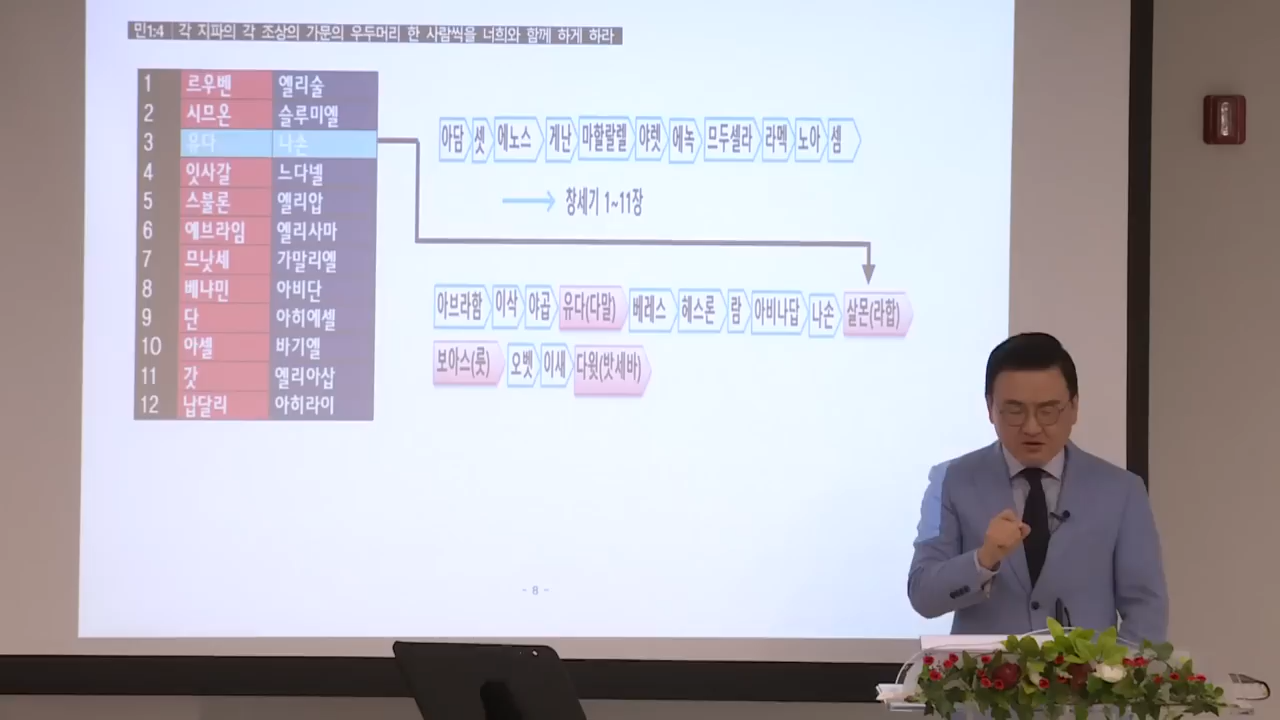 민1:4 각 지파의 각 조상의 가문의 우두머리 한 사람씩을 너희와 함께 하게 하라
1 르우벤 엘리술
2 시므온 슬루미엘
3 유다 나손
4 잇사갈 느다넬
5 스불론 엘리압
6 에브라임 엘리사마
7 므낫세 가말리엘
8 베냐민 아비단
9 단 아히에셀
10 아셀 바기엘
11 갓 엘리아삽
12 납달리 아히라이
아담 셋 에노스 게난 마할랄렐 야렛 에녹 므두셀라 라멕 노아 셈
창세기 1~11장
아브라함 이삭 야곱 유다(다말) 베레스 헤스론 람 아비나답 나손 살몬(라합)
보아스(룻) 오벳 이새 다윗(밧세바)
- 8 -